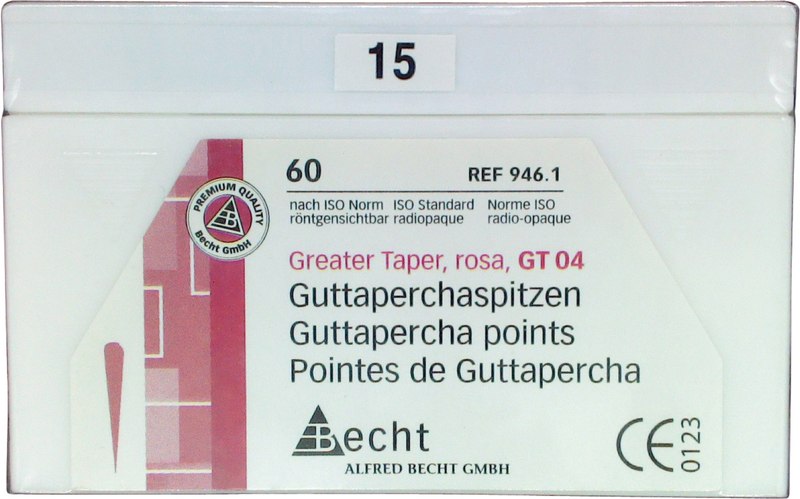 15
60 REF 946.1
nach ISO Norm ISO Standard Norme ISO
röntgensichtbar radiopaque radio-opaque
PREMIUM QUALITY
B
Becht GmbH
Greater Taper, rosa, GT 04
Guttaperchaspitzen
Guttapercha points
Pointes de Guttapercha
Becht
ALFRED BECHT GMBH
CE 0123